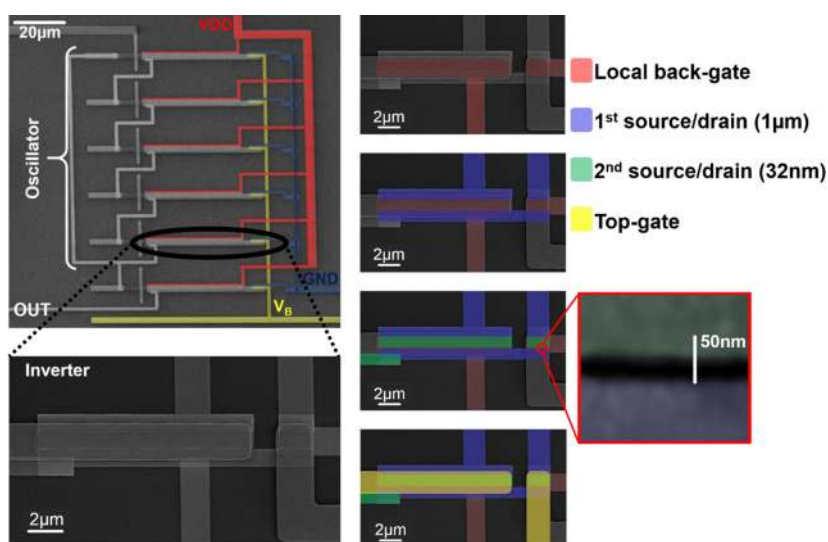 20µm
VDD
Oscillator
GND
OUT
V_B
Inverter
2µm
2µm
2µm
2µm
2µm
Local back-gate
1st source/drain (1µm)
2nd source/drain (32nm)
Top-gate
50nm